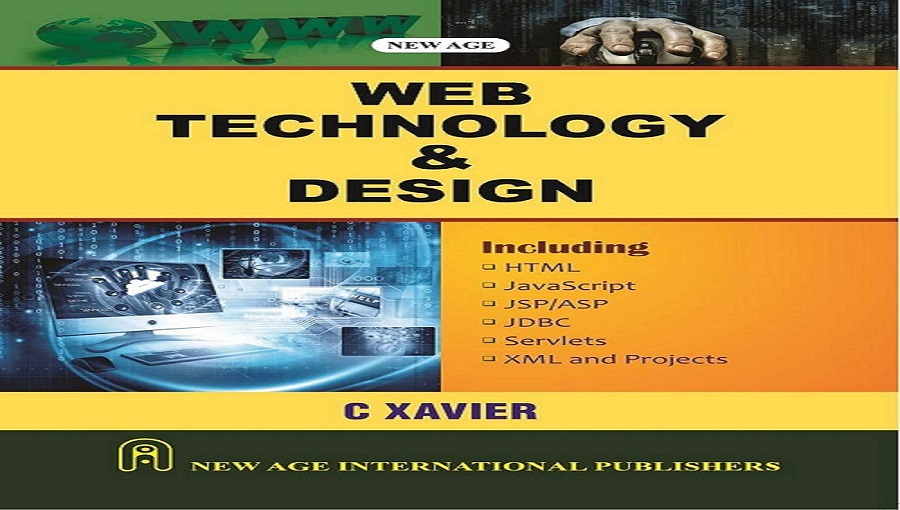 WWW
NEW AGE
WEB
TECHNOLOGY
&
DESIGN
Including
HTML
JavaScript
JSP/ASP
JDBC
Servlets
XML and Projects
HELP
C XAVIER
NEW AGE INTERNATIONAL PUBLISHERS